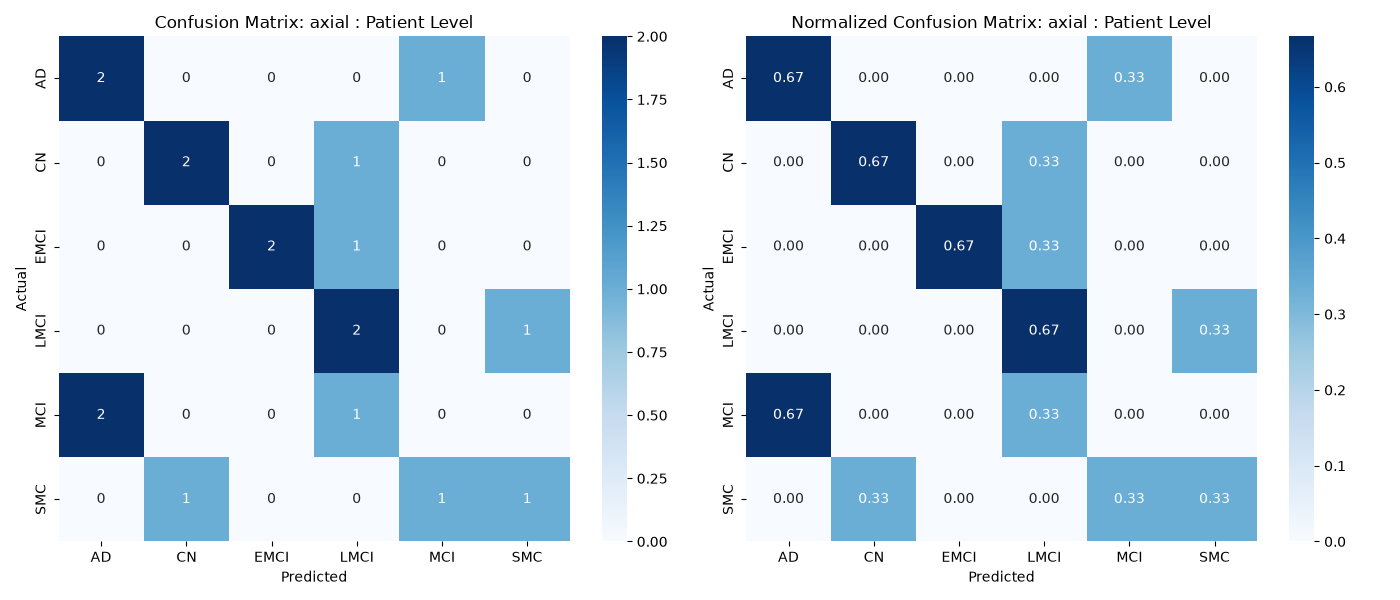 Confusion Matrix: axial : Patient Level
AD 2 0 0 0 1 0
CN 0 2 0 1 0 0
EMCI 0 0 2 1 0 0
LMCI 0 0 0 2 0 1
MCI 2 0 0 1 0 0
SMC 0 1 0 0 1 1
AD CN EMCI LMCI MCI SMC
Predicted
Actual
2.00
1.75
1.50
1.25
1.00
0.75
0.50
0.25
0.00
Normalized Confusion Matrix: axial : Patient Level
AD 0.67 0.00 0.00 0.00 0.33 0.00
CN 0.00 0.67 0.00 0.33 0.00 0.00
EMCI 0.00 0.00 0.67 0.33 0.00 0.00
LMCI 0.00 0.00 0.00 0.67 0.00 0.33
MCI 0.67 0.00 0.00 0.33 0.00 0.00
SMC 0.00 0.33 0.00 0.00 0.33 0.33
AD CN EMCI LMCI MCI SMC
Predicted
Actual
0.6
0.5
0.4
0.3
0.2
0.1
0.0